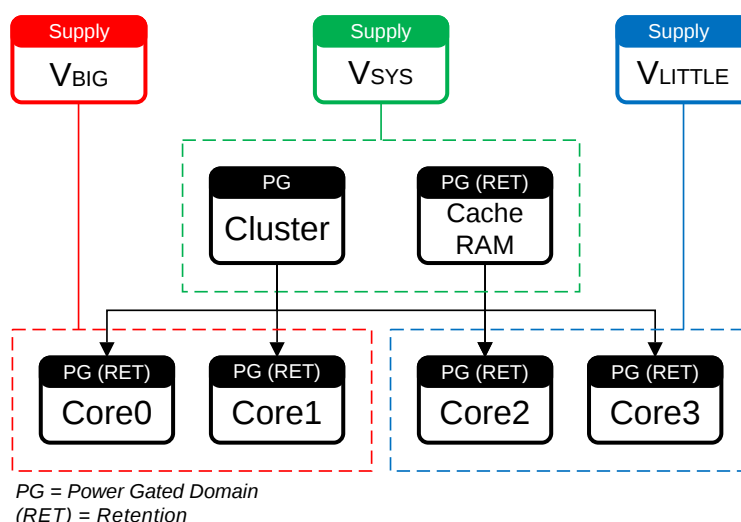 Supply
VBIG
Supply
VSYS
Supply
VLITTLE
PG
Cluster
PG (RET)
Cache
RAM
PG (RET)
Core0
PG (RET)
Core1
PG (RET)
Core2
PG (RET)
Core3
PG = Power Gated Domain
(RET) = Retention